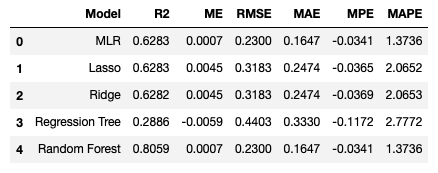 Model R2 ME RMSE MAE MPE MAPE
0 MLR 0.6283 0.0007 0.2300 0.1647 -0.0341 1.3736
1 Lasso 0.6283 0.0045 0.3183 0.2474 -0.0365 2.0652
2 Ridge 0.6282 0.0045 0.3183 0.2474 -0.0369 2.0653
3 Regression Tree 0.2886 -0.0059 0.4403 0.3330 -0.1172 2.7772
4 Random Forest 0.8059 0.0007 0.2300 0.1647 -0.0341 1.3736